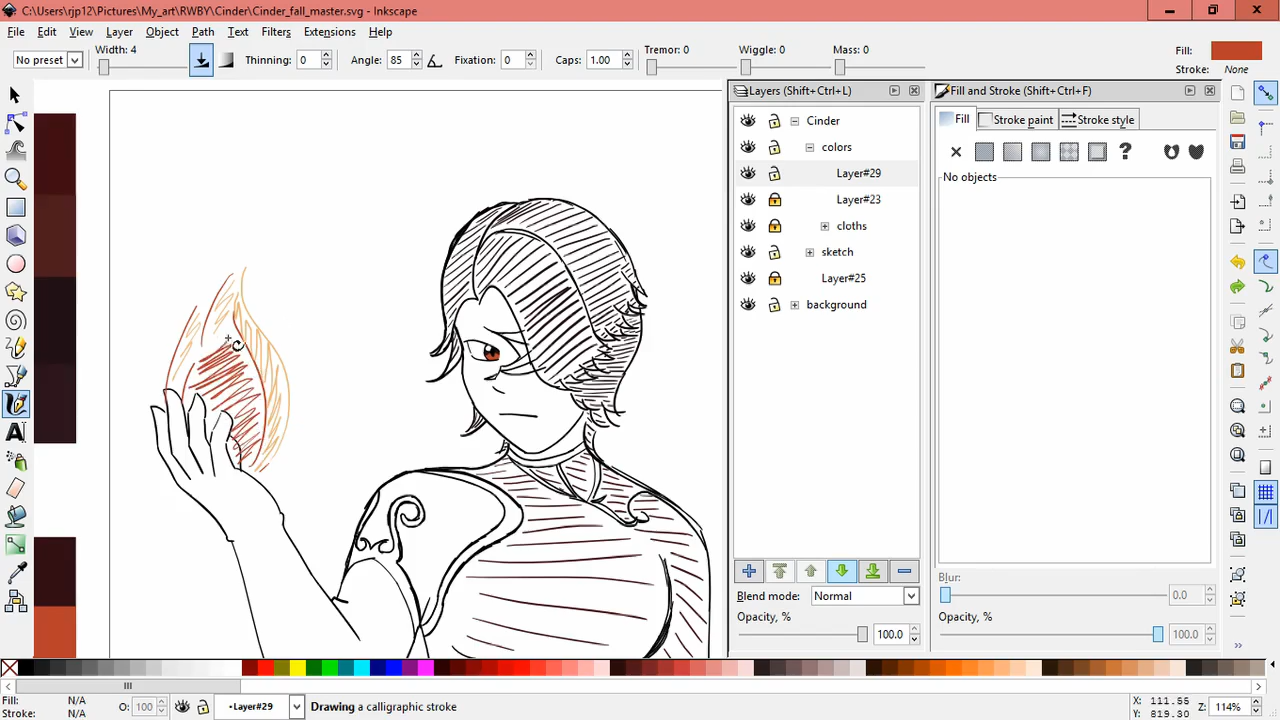 C:\Users\rjp12\Pictures\My_art\RWBY\Cinder\Cinder_fall_master.svg - Inkscape
File Edit View Layer Object Path Filters Text Extensions Help
No preset Width: 4 Thinning: 0 Angle: 85 Fixation: 0 Caps: 1.00 Tremor: 0 Wiggle: 0 Mass: 0 Fill:
Stroke: None
Layers (Shift+Ctrl+L)
Cinder
colors
Layer#29
Layer#23
cloths
sketch
Layer#25
background
Blend mode: Normal
Opacity, % 100.0
Fill and Stroke (Shift+Ctrl+F)
Fill Stroke paint Stroke style
?
No objects
Blur:
0.0
Opacity, %
100.0
Fill: N/A
Stroke: N/A
O: 100
•Layer#29
Drawing a calligraphic stroke
X: 111.55
Y: 819.30
Z: 114%